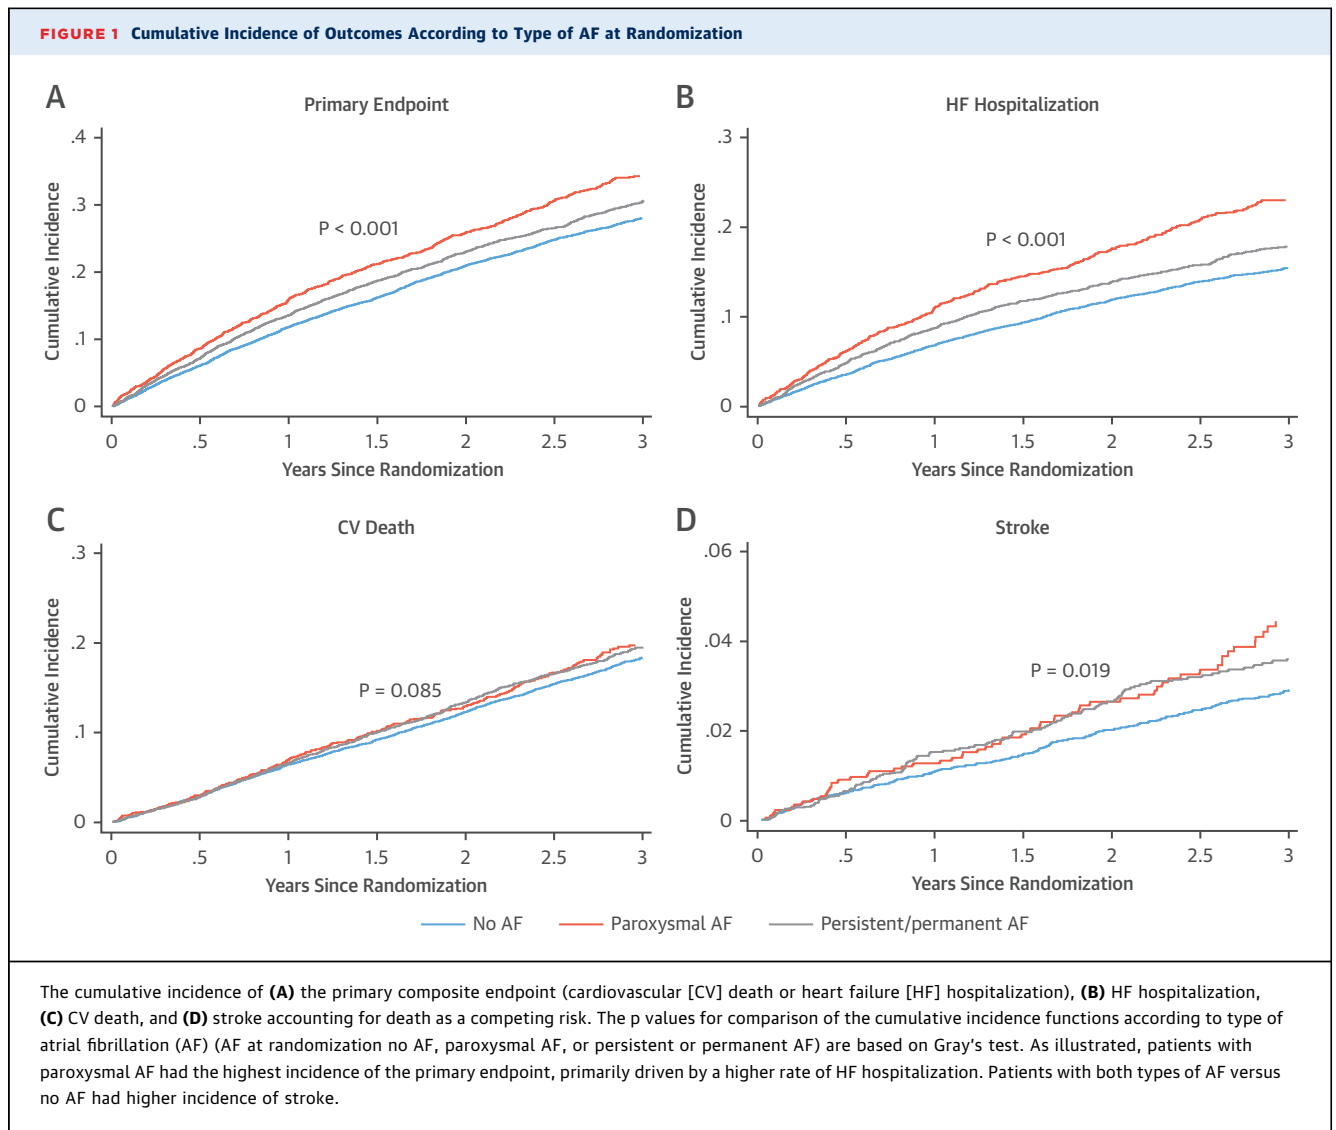 FIGURE 1 Cumulative Incidence of Outcomes According to Type of AF at Randomization
A
Primary Endpoint
Cumulative Incidence
.4
.3
.2
.1
0
P < 0.001
0 .5 1 1.5 2 2.5 3
Years Since Randomization
B
HF Hospitalization
Cumulative Incidence
.3
.2
.1
0
P < 0.001
0 .5 1 1.5 2 2.5 3
Years Since Randomization
C
CV Death
Cumulative Incidence
.3
.2
.1
0
P = 0.085
0 .5 1 1.5 2 2.5 3
Years Since Randomization
D
Stroke
Cumulative Incidence
.06
.04
.02
0
P = 0.019
0 .5 1 1.5 2 2.5 3
Years Since Randomization
No AF Paroxysmal AF Persistent/permanent AF
The cumulative incidence of (A) the primary composite endpoint (cardiovascular [CV] death or heart failure [HF] hospitalization), (B) HF hospitalization,
(C) CV death, and (D) stroke accounting for death as a competing risk. The p values for comparison of the cumulative incidence functions according to type of
atrial fibrillation (AF) (AF at randomization no AF, paroxysmal AF, or persistent or permanent AF) are based on Gray's test. As illustrated, patients with
paroxysmal AF had the highest incidence of the primary endpoint, primarily driven by a higher rate of HF hospitalization. Patients with both types of AF versus
no AF had higher incidence of stroke.